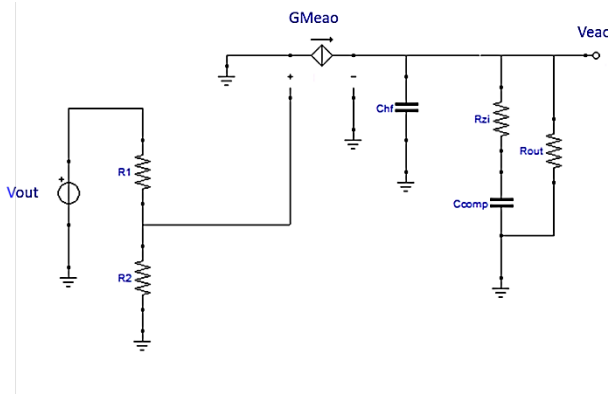 GMeao
Veao
+
-
Chf
Rzi
Rout
+
R1
Vout
Ccomp
R2